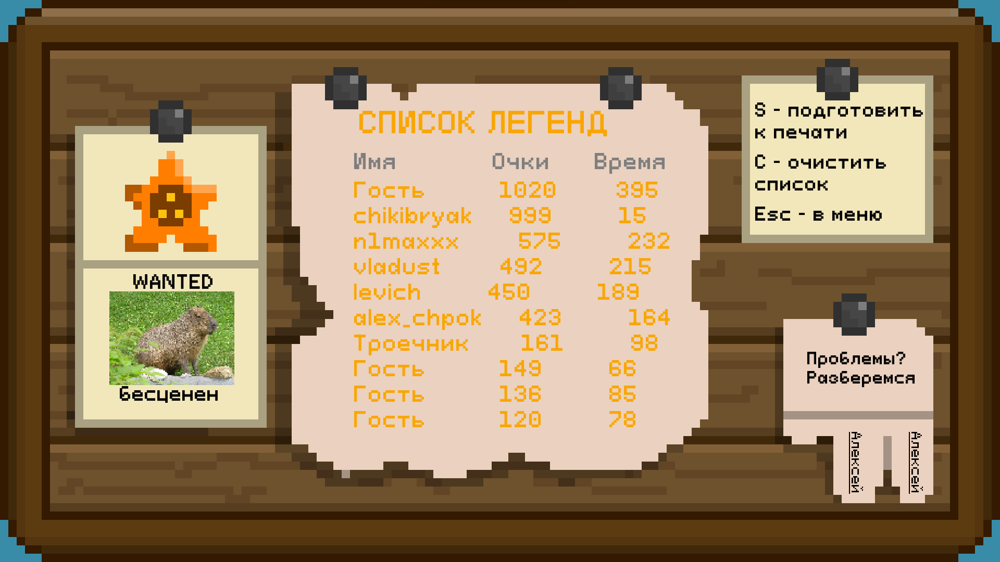 WANTED
бесценен
СПИСОК ЛЕГЕНД
Имя Очки Время
Гость 1020 395
chikibryak 999 15
n1maxxx 575 232
vladust 492 215
levich 450 189
alex_chpok 423 164
Троечник 161 98
Гость 149 66
Гость 136 85
Гость 120 78
S - подготовить
к печати
C - очистить
список
Esc - в меню
Проблемы?
Разберемся
Алексей
Алексей